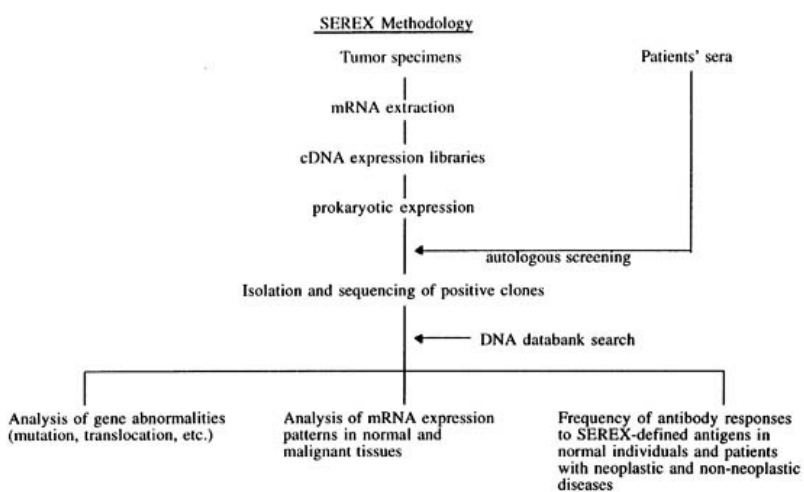 SEREX Methodology
Tumor specimens
Patients' sera
mRNA extraction
cDNA expression libraries
prokaryotic expression
autologous screening
Isolation and sequencing of positive clones
DNA databank search
Analysis of gene abnormalities
(mutation, translocation, etc.)
Analysis of mRNA expression
patterns in normal and
malignant tissues
Frequency of antibody responses
to SEREX-defined antigens in
normal individuals and patients
with neoplastic and non-neoplastic
diseases